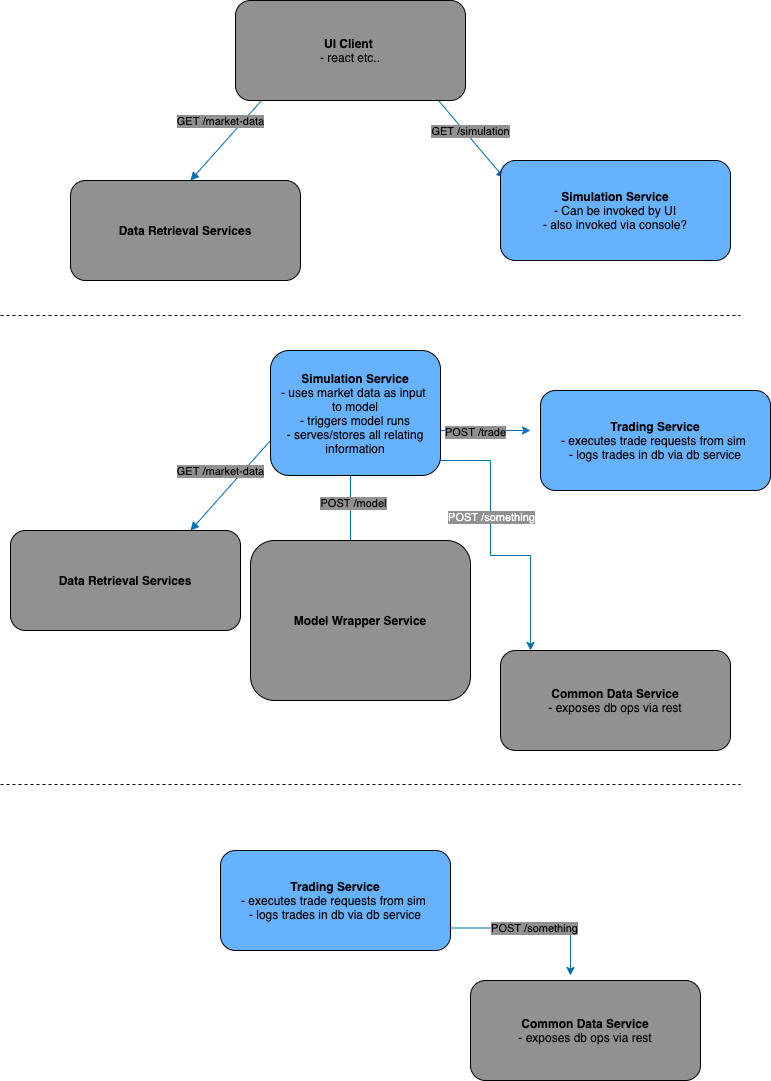 UI Client
- react etc..
GET /market-data
GET /simulation
Simulation Service
- Can be invoked by UI
- also invoked via console?
Data Retrieval Services
Simulation Service
- uses market data as input
to model
- triggers model runs
- serves/stores all relating
information
Trading Service
- executes trade requests from sim
- logs trades in db via db service
POST /trade
GET /market-data
POST /model
POST /something
Data Retrieval Services
Model Wrapper Service
Common Data Service
- exposes db ops via rest
Trading Service
- executes trade requests from sim
- logs trades in db via db service
POST /something
Common Data Service
- exposes db ops via rest